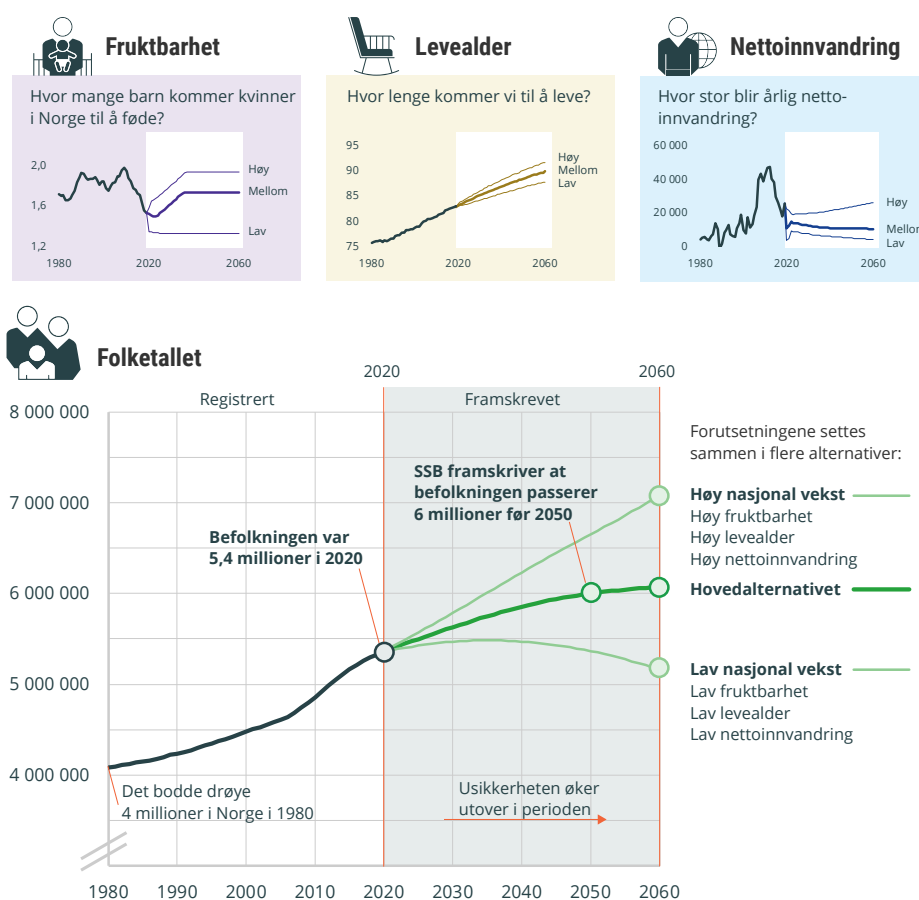 Fruktbarhet
Hvor mange barn kommer kvinner
i Norge til å føde?
2,0
1,6
1,2
Høy
Mellom
Lav
1980
2020
2060
Levealder
Hvor lenge kommer vi til å leve?
95
90
85
80
75
Høy
Mellom
Lav
1980
2020
2060
Nettoinnvandring
Hvor stor blir årlig netto-
innvandring?
60 000
40 000
20 000
0
Høy
Mellom
Lav
1980
2020
2060
Folketallet
2020
2060
Registrert
Framskrevet
8 000 000
7 000 000
6 000 000
5 000 000
4 000 000
SSB framskriver at
befolkningen passerer
6 millioner før 2050
Befolkningen var
5,4 millioner i 2020
Det bodde drøye
4 millioner i Norge i 1980
Usikkerheten øker
utover i perioden
1980 1990 2000 2010 2020 2030 2040 2050 2060
Forutsetningene settes
sammen i flere alternativer:
Høy nasjonal vekst
Høy fruktbarhet
Høy levealder
Høy nettoinnvandring
Hovedalternativet
Lav nasjonal vekst
Lav fruktbarhet
Lav levealder
Lav nettoinnvandring